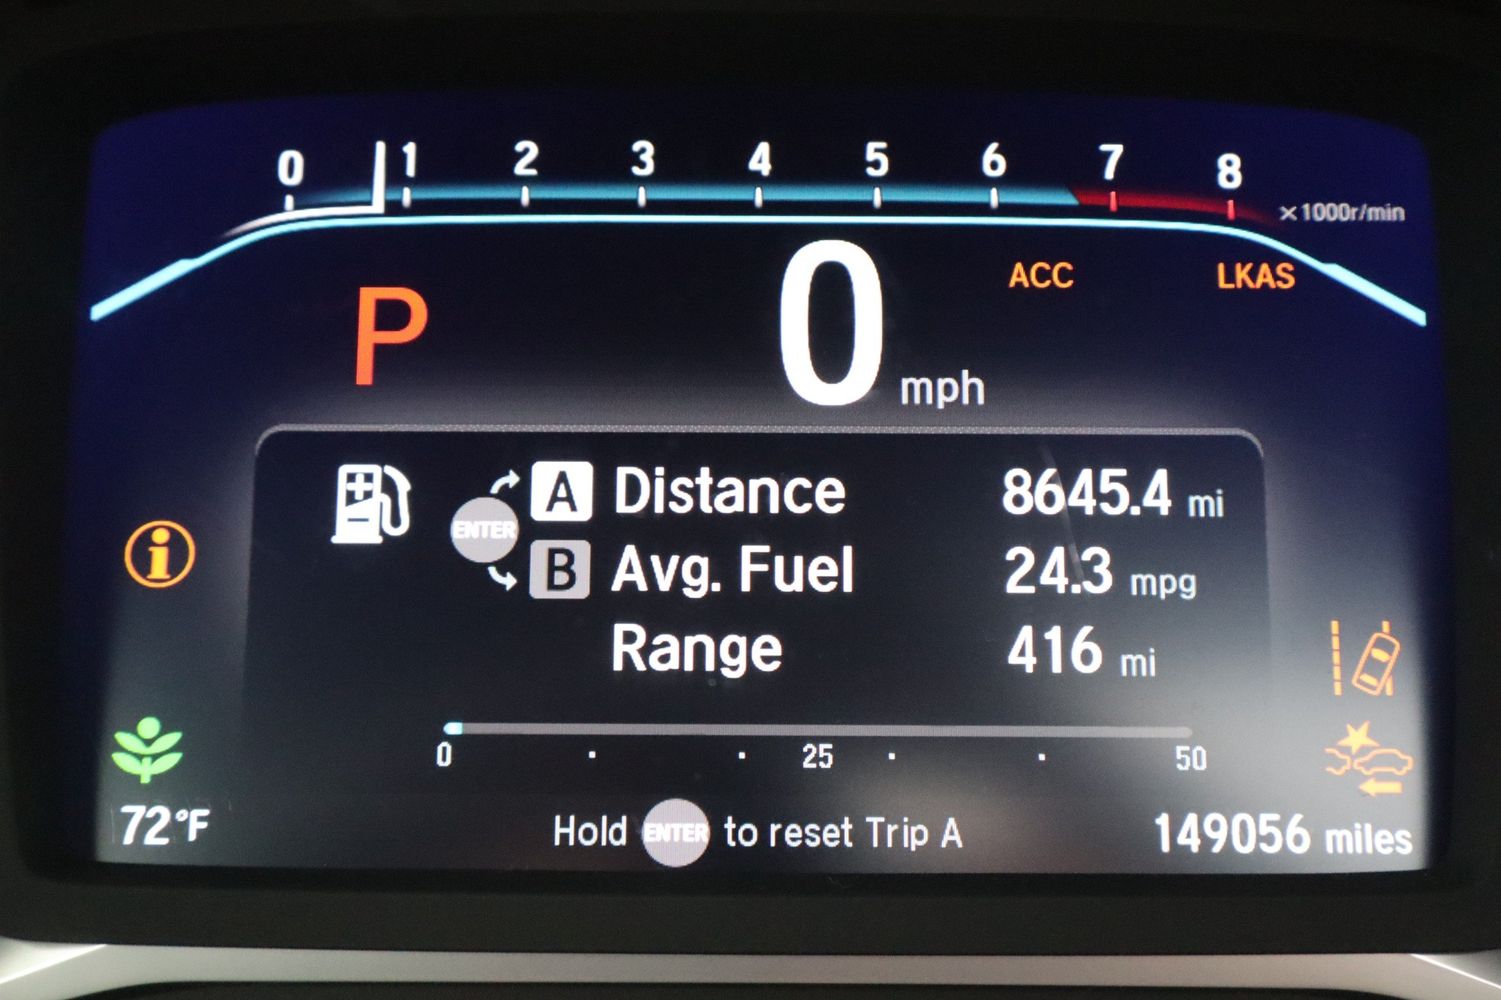 0 1 2 3 4 5 6 7 8
×1000r/min
ACC LKAS
P 0 mph
A Distance 8645.4 mi
ENTER
B Avg. Fuel 24.3 mpg
Range 416 mi
0 · · 25 · · 50
72°F
Hold ENTER to reset Trip A
149056 miles